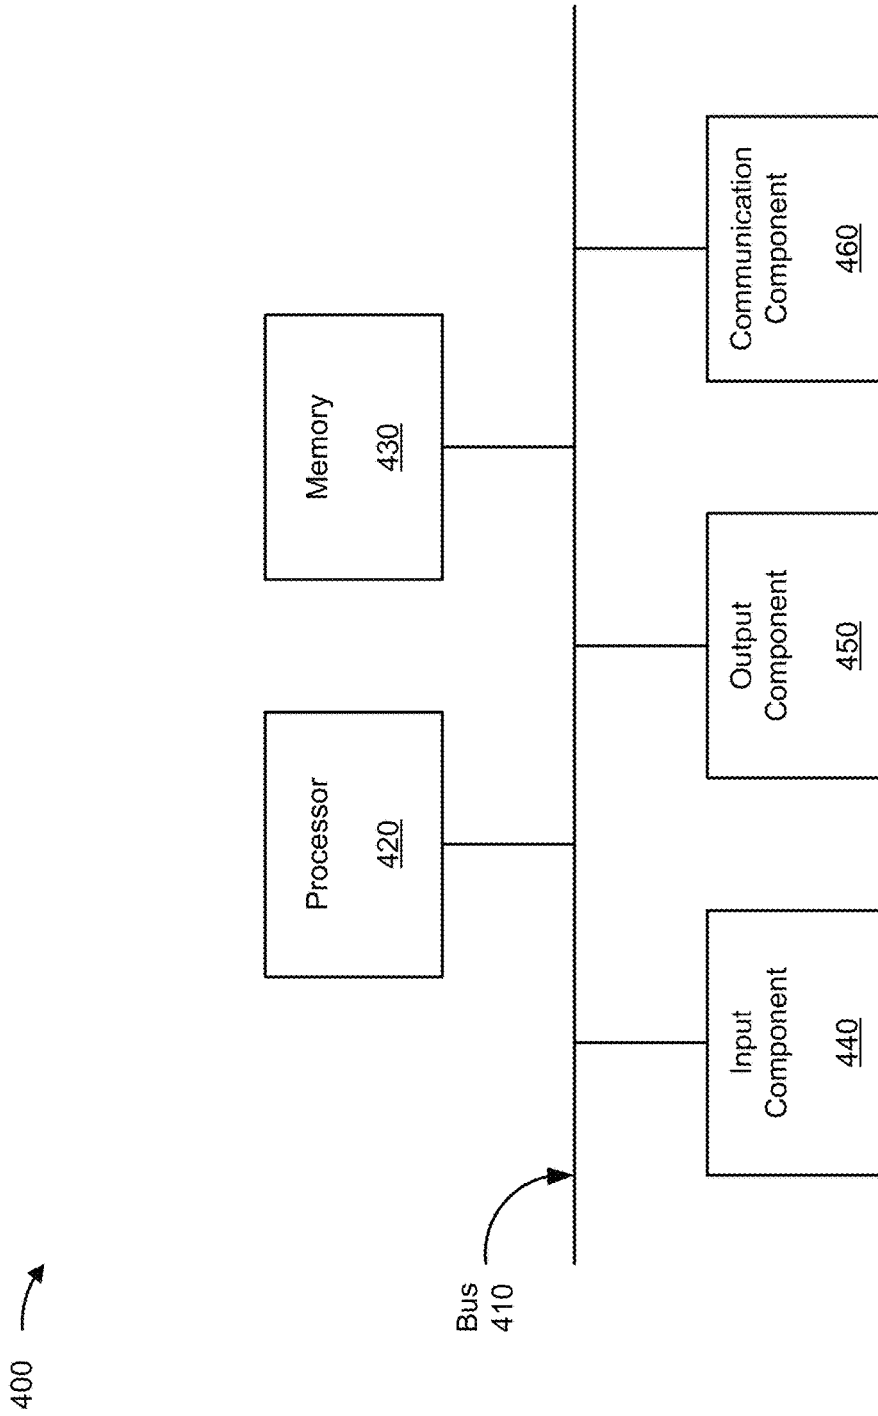 400
Processor
420
Memory
430
Bus
410
Input
Component
440
Output
Component
450
Communication
Component
460